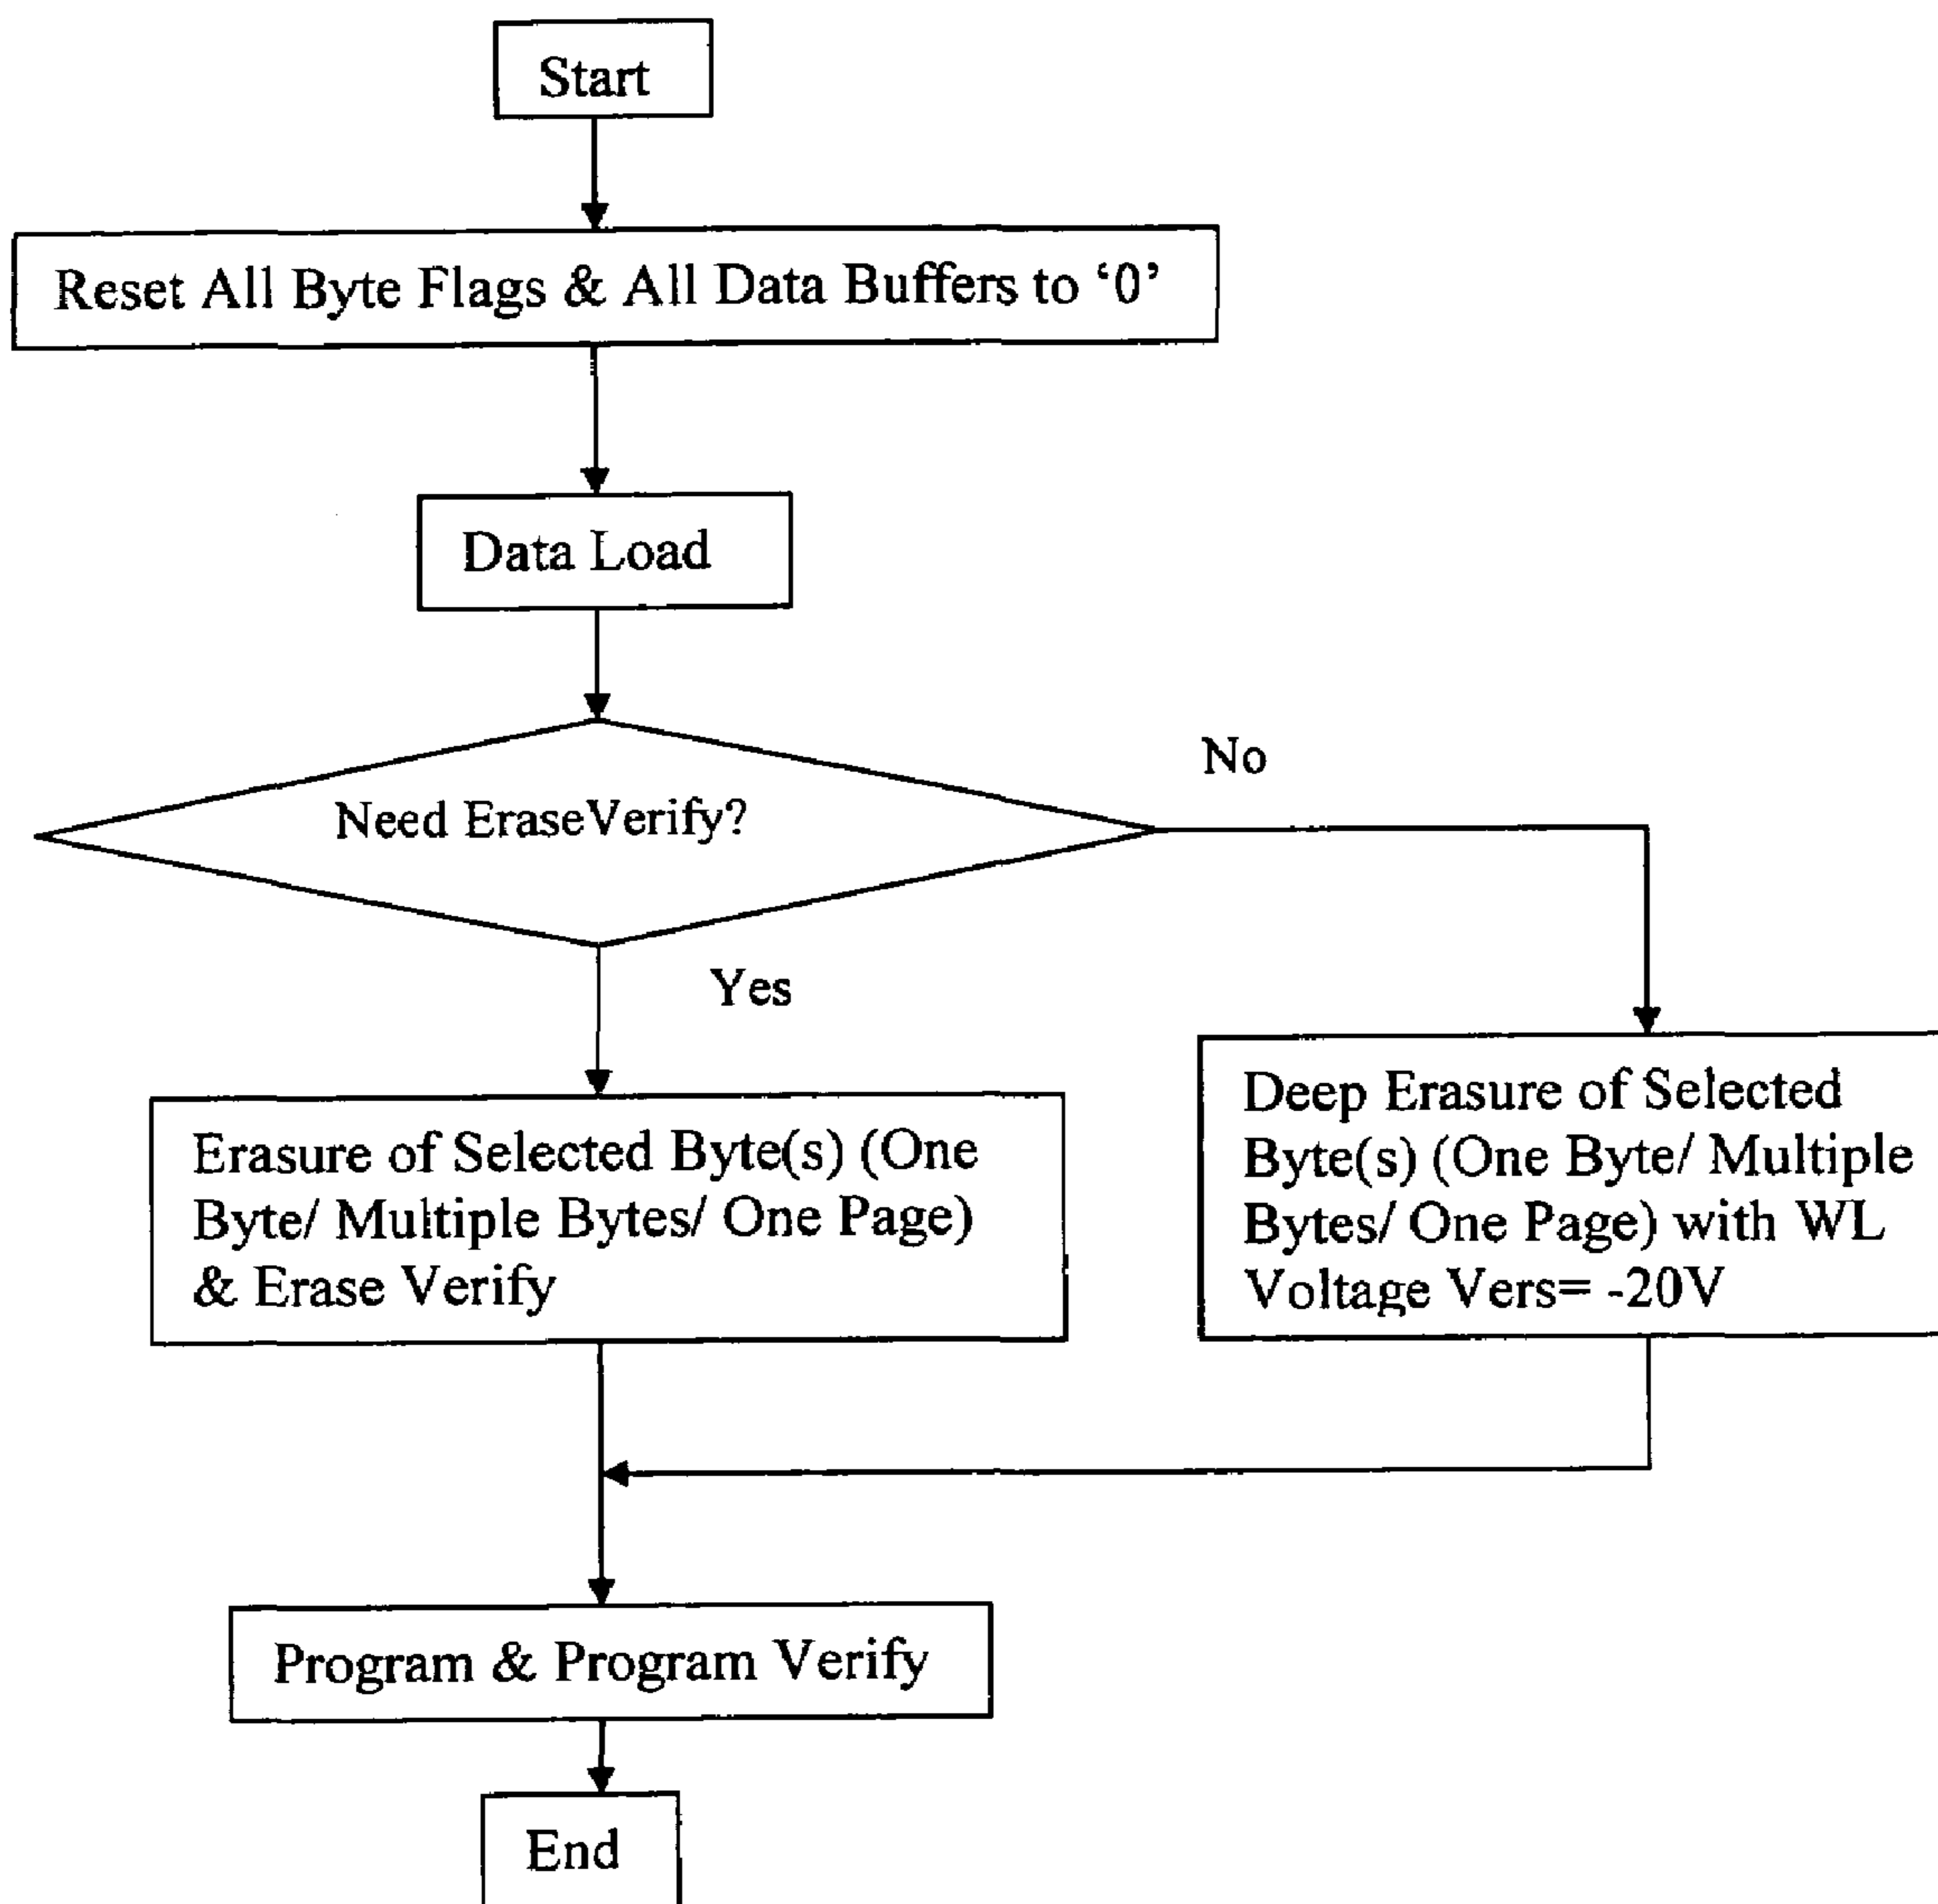 Start
Reset All Byte Flags & All Data Buffers to ‘0’
Data Load
Need EraseVerify?
No
Yes
Erasure of Selected Byte(s) (One
Byte/ Multiple Bytes/ One Page)
& Erase Verify
Deep Erasure of Selected
Byte(s) (One Byte/ Multiple
Bytes/ One Page) with WL
Voltage Vers= -20V
Program & Program Verify
End